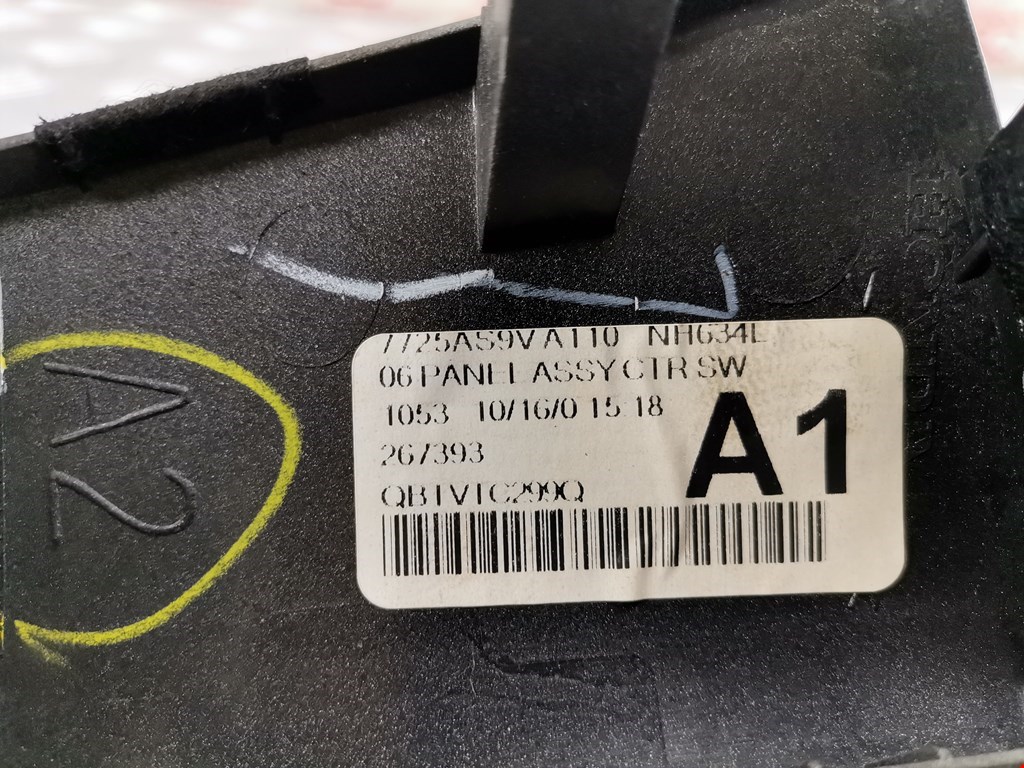 7725AS9VA110 NH634L
06 PANEL ASSY CTR SW
1053 10/16/0 15 18
267393
QB1V1C299Q
A1
A2